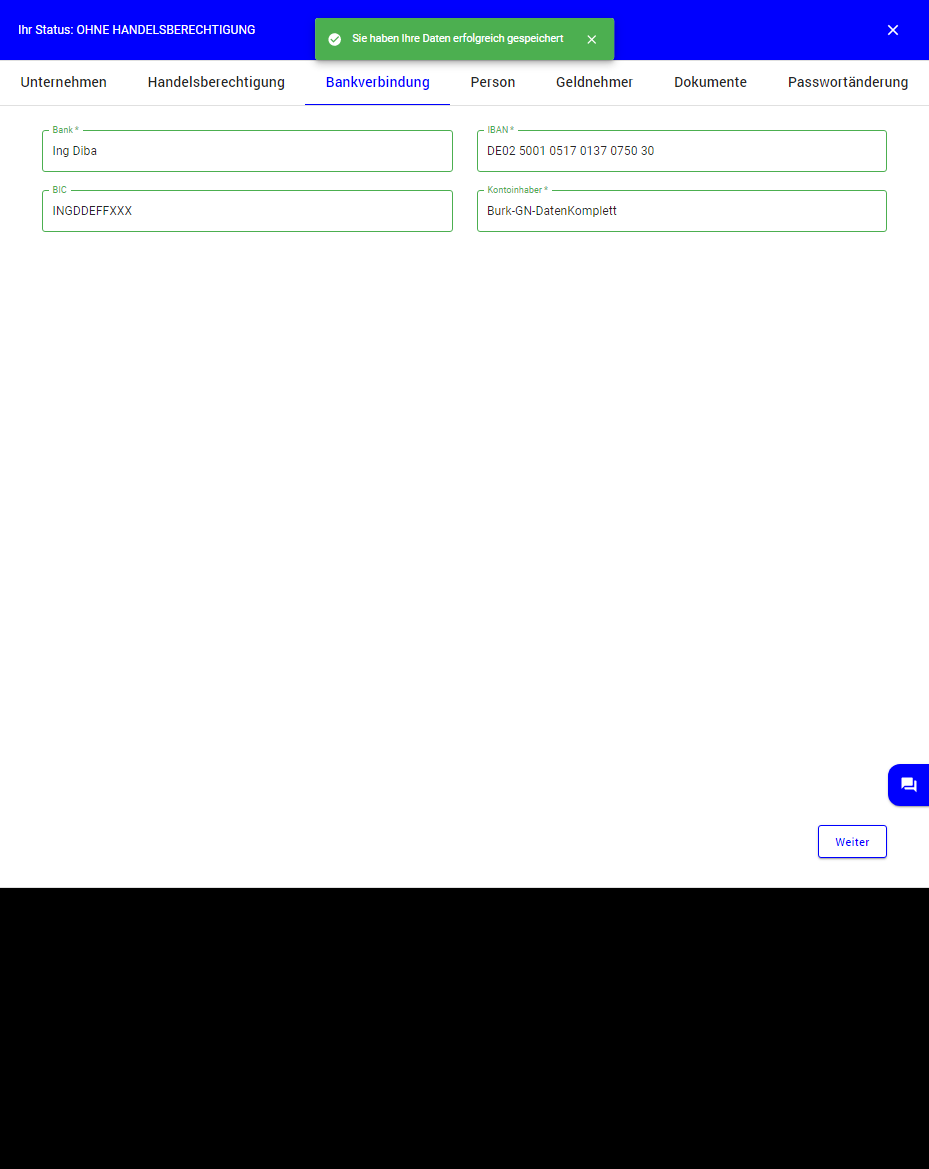 Ihr Status: OHNE HANDELSBERECHTIGUNG
Sie haben Ihre Daten erfolgreich gespeichert
Unternehmen Handelsberechtigung Bankverbindung Person Geldnehmer Dokumente Passwortänderung
Bank *
Ing Diba
IBAN *
DE02 5001 0517 0137 0750 30
BIC
INGDDEFFXXX
Kontoinhaber *
Burk-GN-DatenKomplett
Weiter